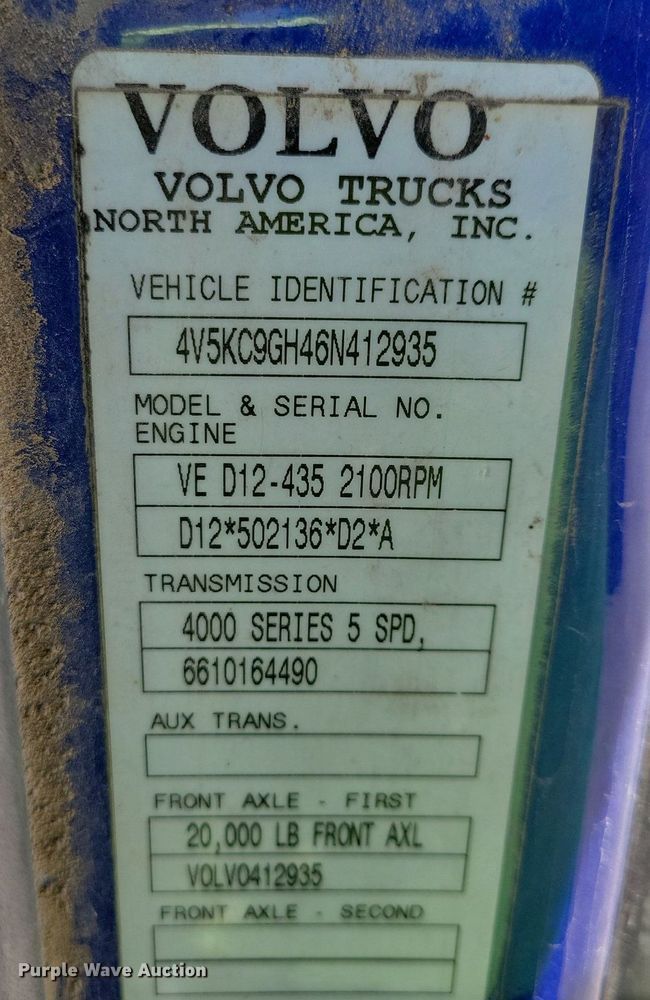 VOLVO
VOLVO TRUCKS
NORTH AMERICA, INC.
VEHICLE IDENTIFICATION #
4V5KC9GH46N412935
MODEL & SERIAL NO.
ENGINE
VE D12-435 2100RPM
D12*502136*D2*A
TRANSMISSION
4000 SERIES 5 SPD,
6610164490
AUX TRANS.
FRONT AXLE - FIRST
20,000 LB FRONT AXL
VOLVO412935
FRONT AXLE - SECOND
Purple Wave Auction